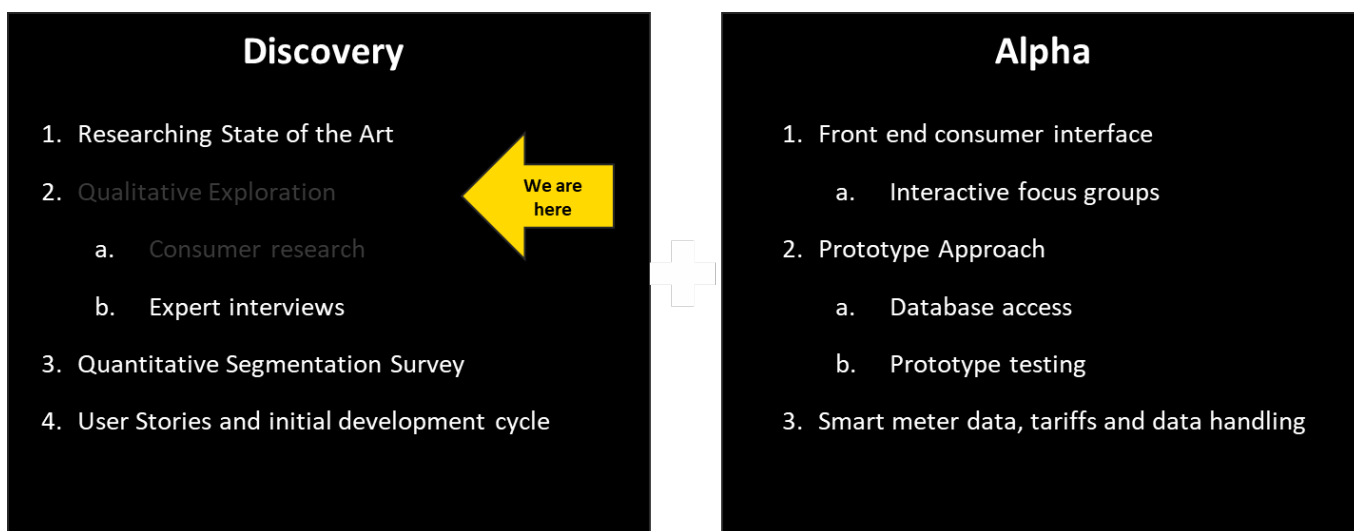 Discovery
1. Researching State of the Art
2. Qualitative Exploration
a. Consumer research
b. Expert interviews
3. Quantitative Segmentation Survey
4. User Stories and initial development cycle
We are
here
Alpha
1. Front end consumer interface
a. Interactive focus groups
2. Prototype Approach
a. Database access
b. Prototype testing
3. Smart meter data, tariffs and data handling